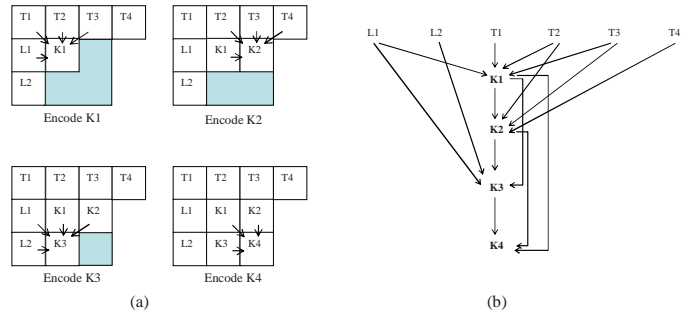 T1 T2 T3 T4
L1 K1
L2
Encode K1
T1 T2 T3 T4
L1 K1 K2
L2
Encode K2
T1 T2 T3 T4
L1 K1 K2
L2 K3
Encode K3
T1 T2 T3 T4
L1 K1 K2
L2 K3 K4
Encode K4
(a)
L1 L2 T1 T2 T3 T4
K1
K2
K3
K4
(b)